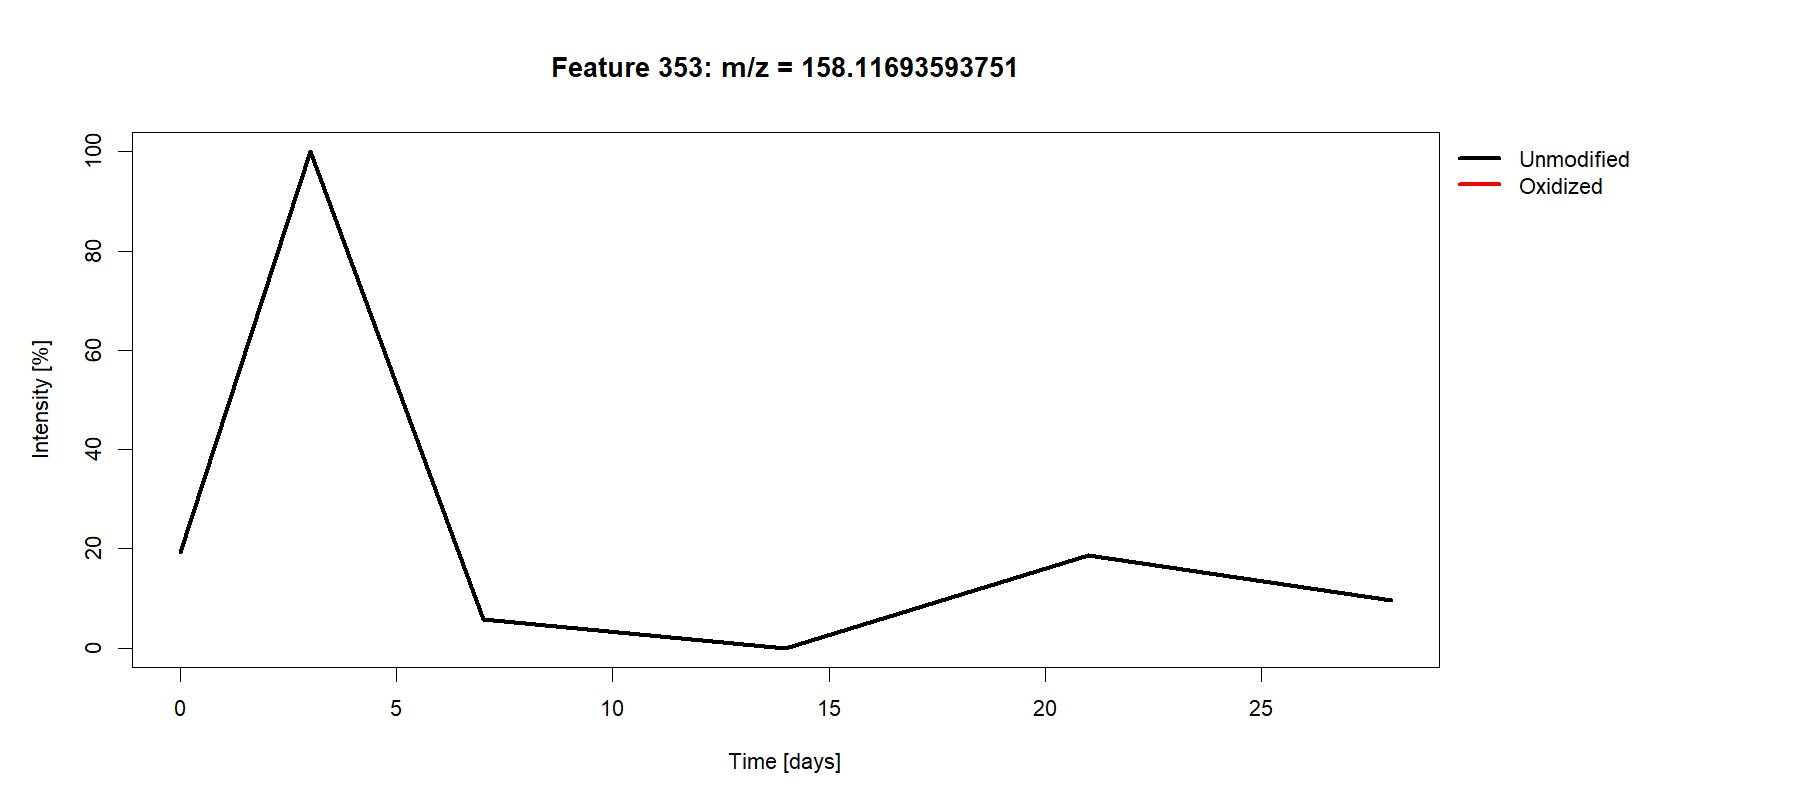 Feature 353: m/z = 158.11693593751
Unmodified
Oxidized
Intensity [%]
100
80
60
40
20
0
0 5 10 15 20 25
Time [days]